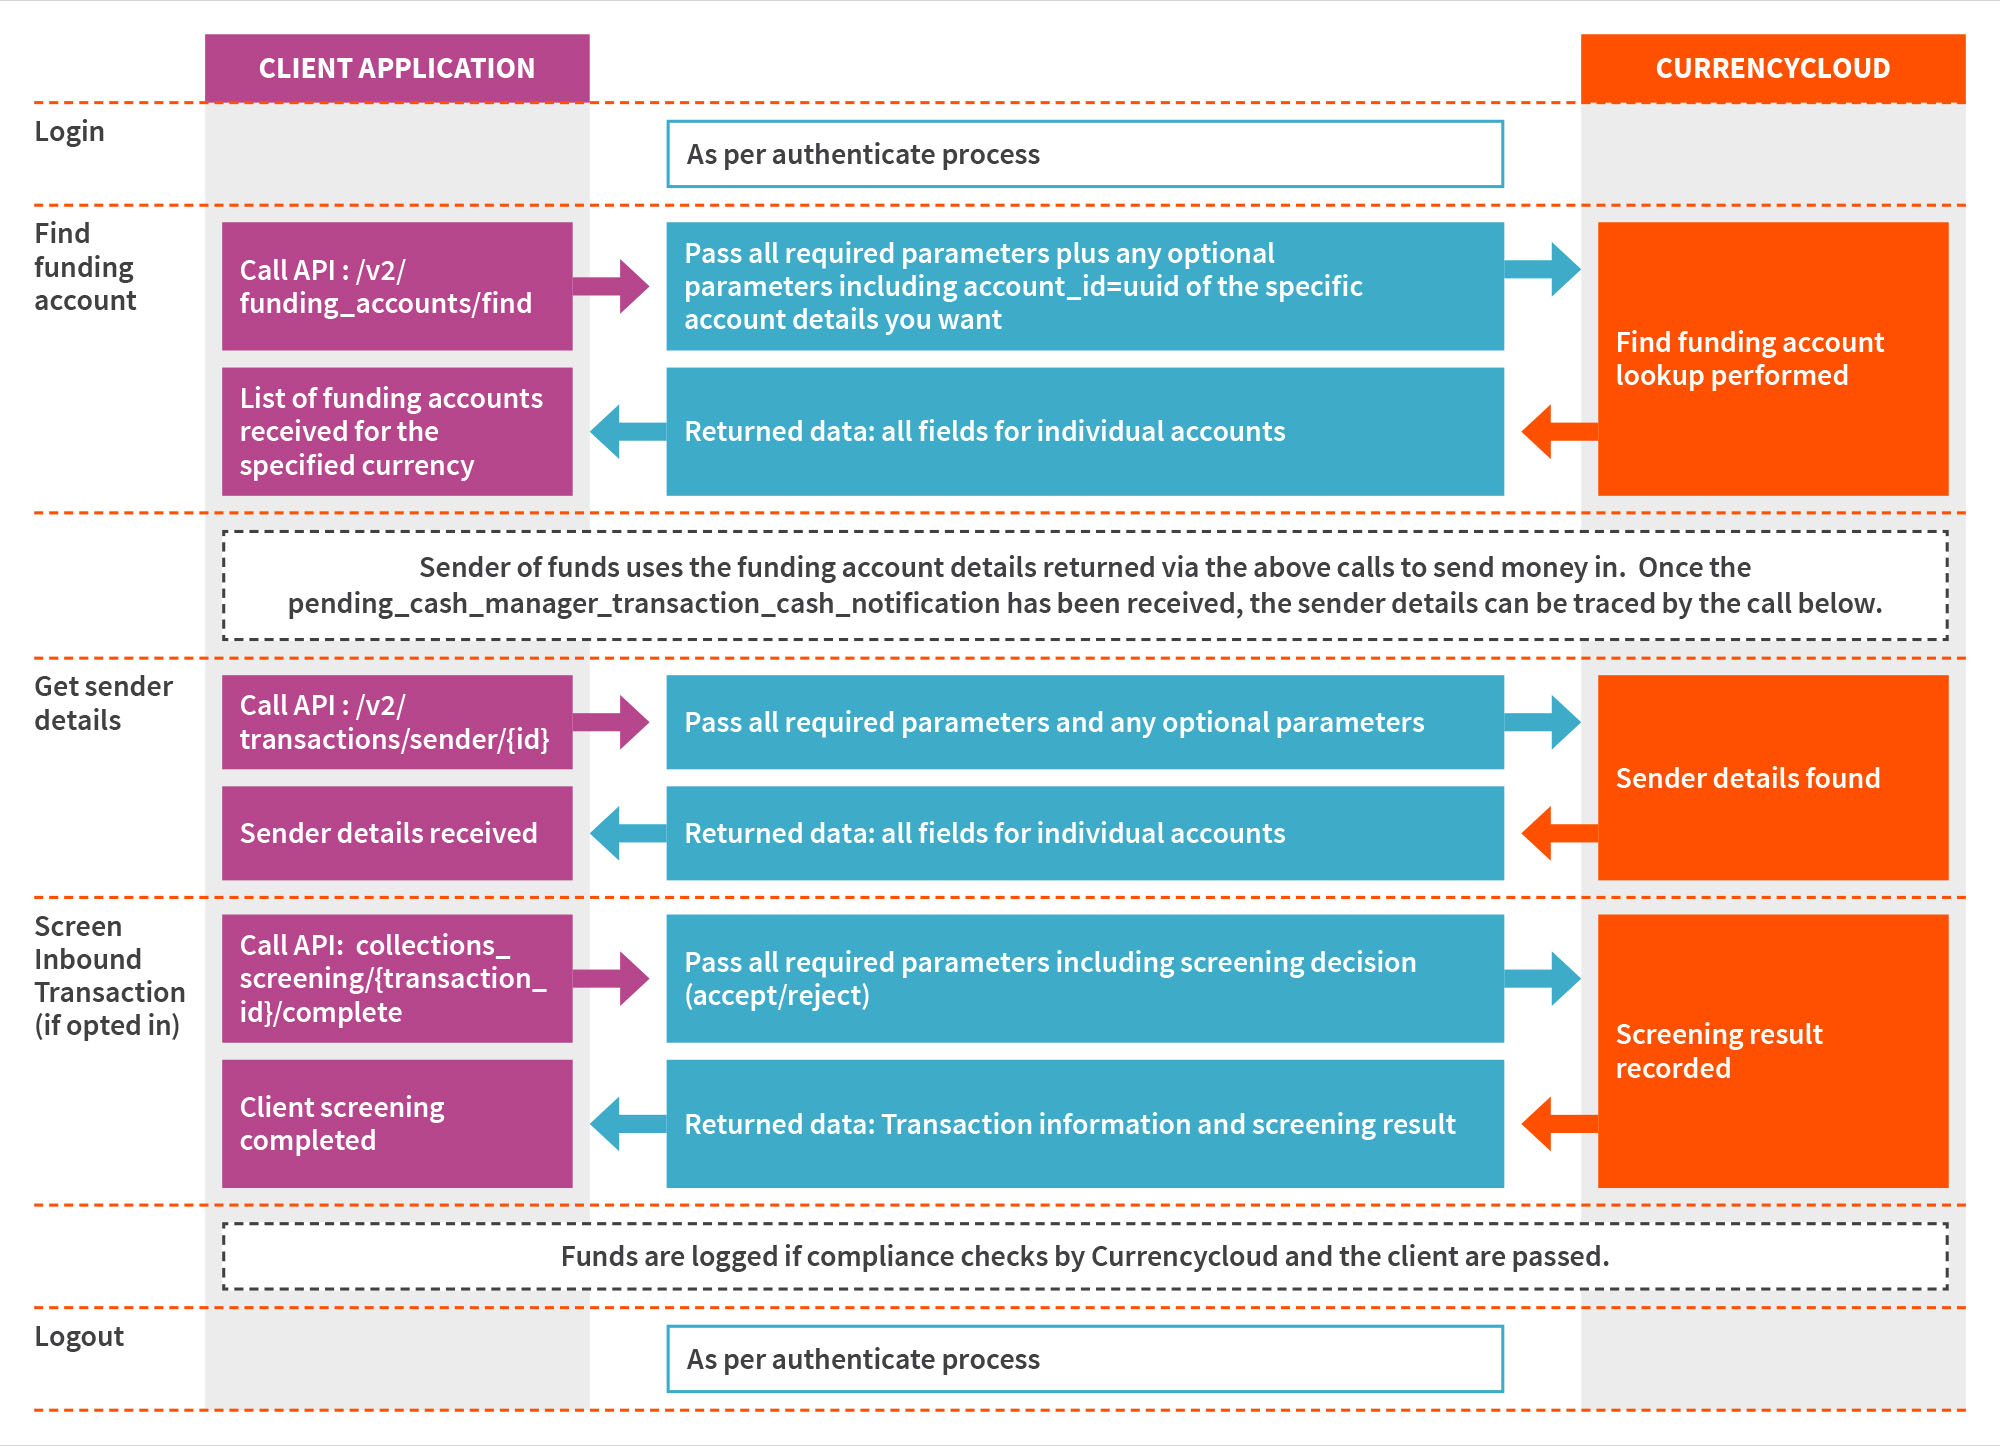 CLIENT APPLICATION
CURRENCYCLOUD
Login
As per authenticate process
Find
funding
account
Call API : /v2/
funding_accounts/find
Pass all required parameters plus any optional
parameters including account_id=uuid of the specific
account details you want
Find funding account
lookup performed
List of funding accounts
received for the
specified currency
Returned data: all fields for individual accounts
Sender of funds uses the funding account details returned via the above calls to send money in.  Once the
pending_cash_manager_transaction_cash_notification has been received, the sender details can be traced by the call below.
Get sender
details
Call API : /v2/
transactions/sender/{id}
Pass all required parameters and any optional parameters
Sender details found
Sender details received
Returned data: all fields for individual accounts
Screen
Inbound
Transaction
(if opted in)
Call API:  collections_
screening/{transaction_
id}/complete
Pass all required parameters including screening decision
(accept/reject)
Screening result
recorded
Client screening
completed
Returned data: Transaction information and screening result
Funds are logged if compliance checks by Currencycloud and the client are passed.
Logout
As per authenticate process